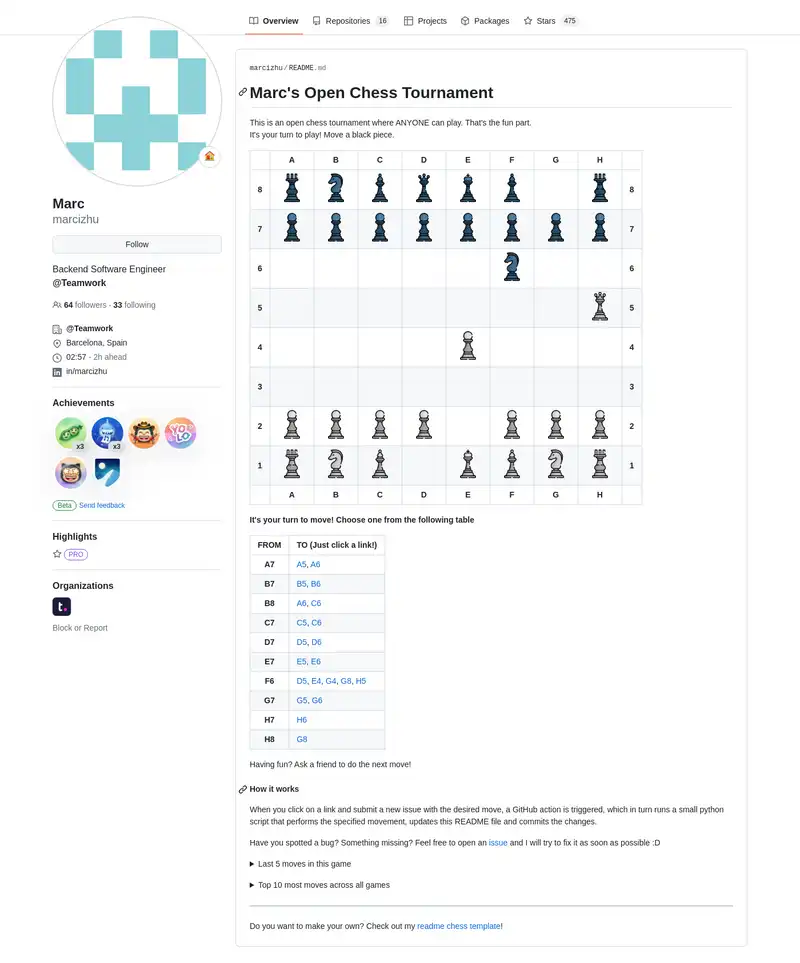 Overview Repositories 16 Projects Packages Stars 475
Marc
marcizhu
Follow
Backend Software Engineer
@Teamwork
64 followers · 33 following
@Teamwork
Barcelona, Spain
02:57 - 2h ahead
in/marcizhu
Achievements
x3 x3
YOLO
Beta Send feedback
Highlights
PRO
Organizations
t.
Block or Report
marcizhu/README.md
Marc's Open Chess Tournament
This is an open chess tournament where ANYONE can play. That's the fun part.
It's your turn to play! Move a black piece.
A B C D E F G H
8 8
7 7
6 6
5 5
4 4
3 3
2 2
1 1
A B C D E F G H
It's your turn to move! Choose one from the following table
FROM TO (Just click a link!)
A7 A5, A6
B7 B5, B6
B8 A6, C6
C7 C5, C6
D7 D5, D6
E7 E5, E6
F6 D5, E4, G4, G8, H5
G7 G5, G6
H7 H6
H8 G8
Having fun? Ask a friend to do the next move!
How it works
When you click on a link and submit a new issue with the desired move, a GitHub action is triggered, which in turn runs a small python
script that performs the specified movement, updates this README file and commits the changes.
Have you spotted a bug? Something missing? Feel free to open an issue and I will try to fix it as soon as possible :D
Last 5 moves in this game
Top 10 most moves across all games
Do you want to make your own? Check out my readme chess template!